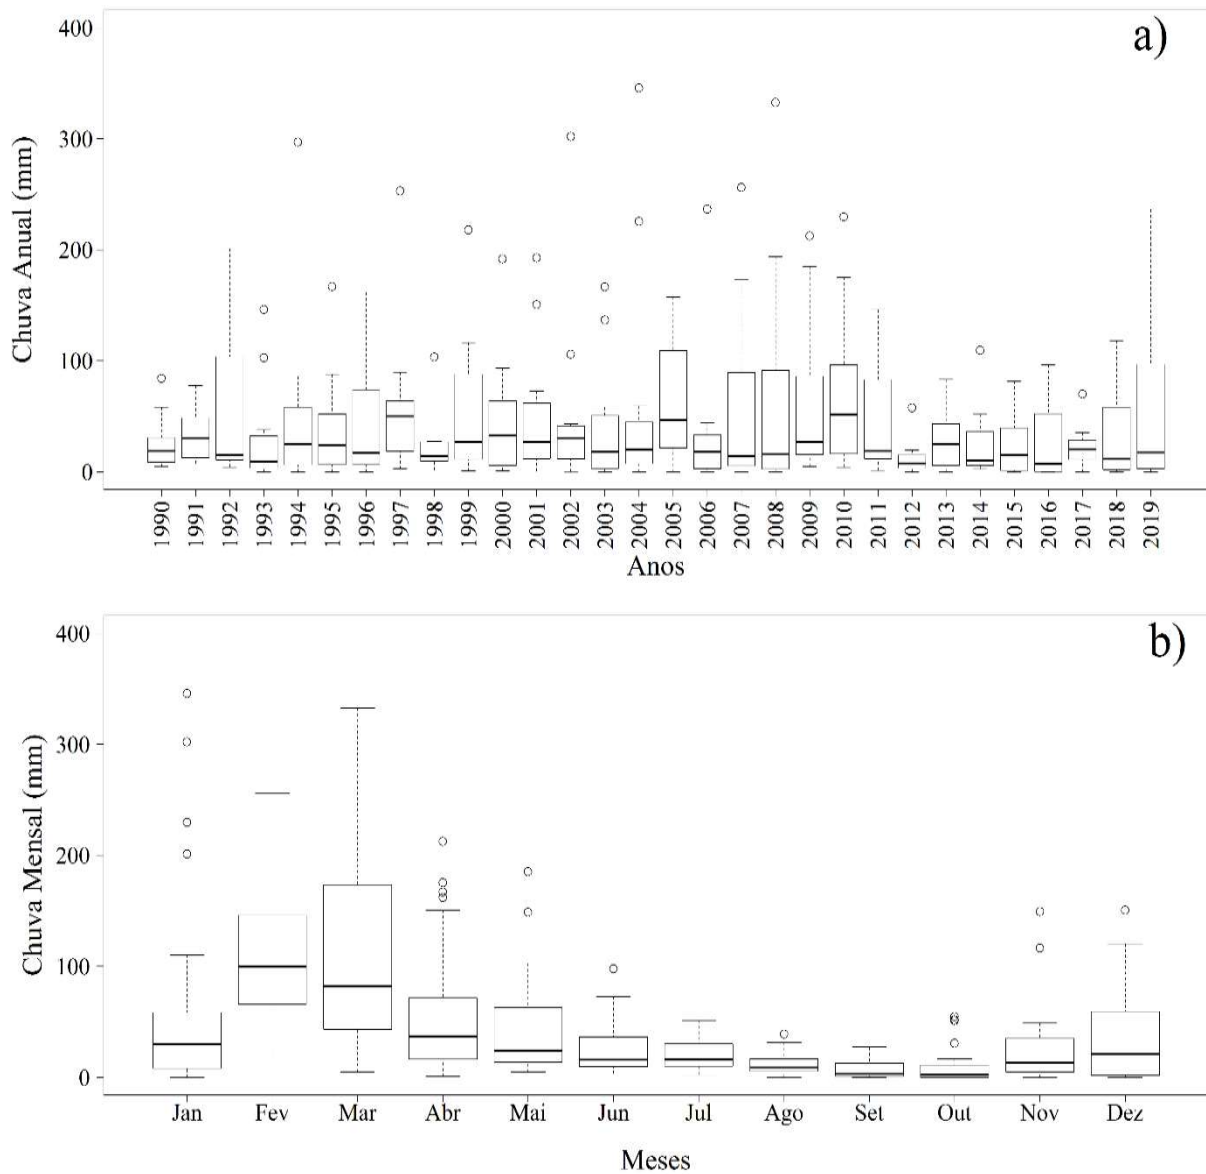 a)
Chuva Anual (mm)
400
300
200
100
0
1990 1991 1992 1993 1994 1995 1996 1997 1998 1999 2000 2001 2002 2003 2004 2005 2006 2007 2008 2009 2010 2011 2012 2013 2014 2015 2016 2017 2018 2019
Anos
b)
Chuva Mensal (mm)
400
300
200
100
0
Jan Fev Mar Abr Mai Jun Jul Ago Set Out Nov Dez
Meses